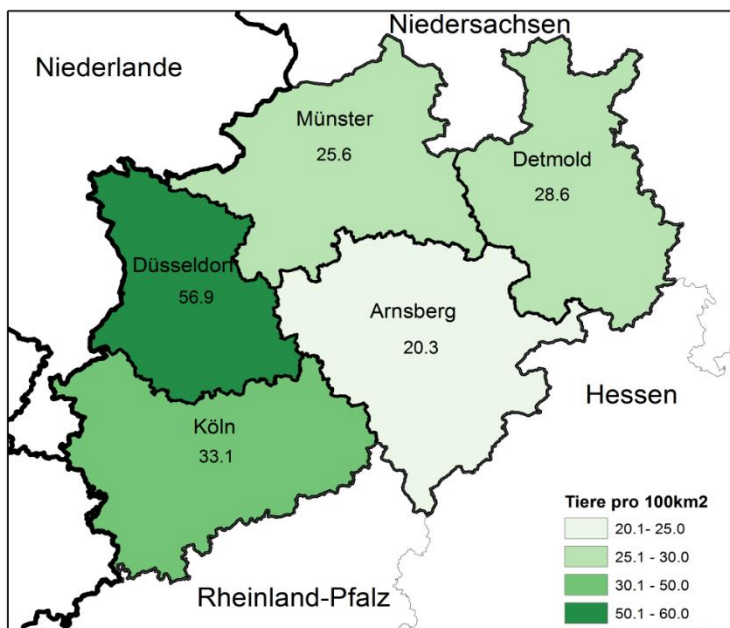 Niedersachsen
Niederlande
Münster
25.6
Detmold
28.6
Düsseldorf
56.9
Arnsberg
20.3
Hessen
Köln
33.1
Rheinland-Pfalz
Tiere pro 100km2
20.1- 25.0
25.1 - 30.0
30.1 - 50.0
50.1 - 60.0